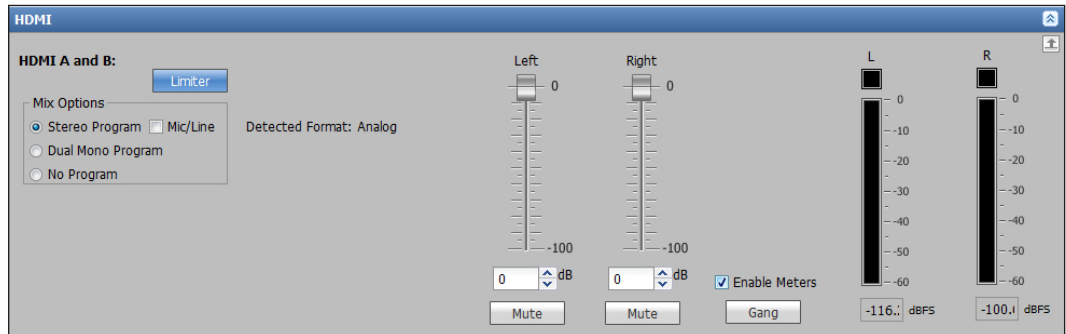 HDMI
HDMI A and B:
Limiter
Mix Options
Stereo Program Mic/Line
Dual Mono Program
No Program
Detected Format: Analog
Left
0
-100
0 dB
Mute
Right
0
-100
0 dB
Mute
Enable Meters
Gang
L
0
-10
-20
-30
-40
-50
-60
dBFS
R
0
-10
-20
-30
-40
-50
-60
dBFS